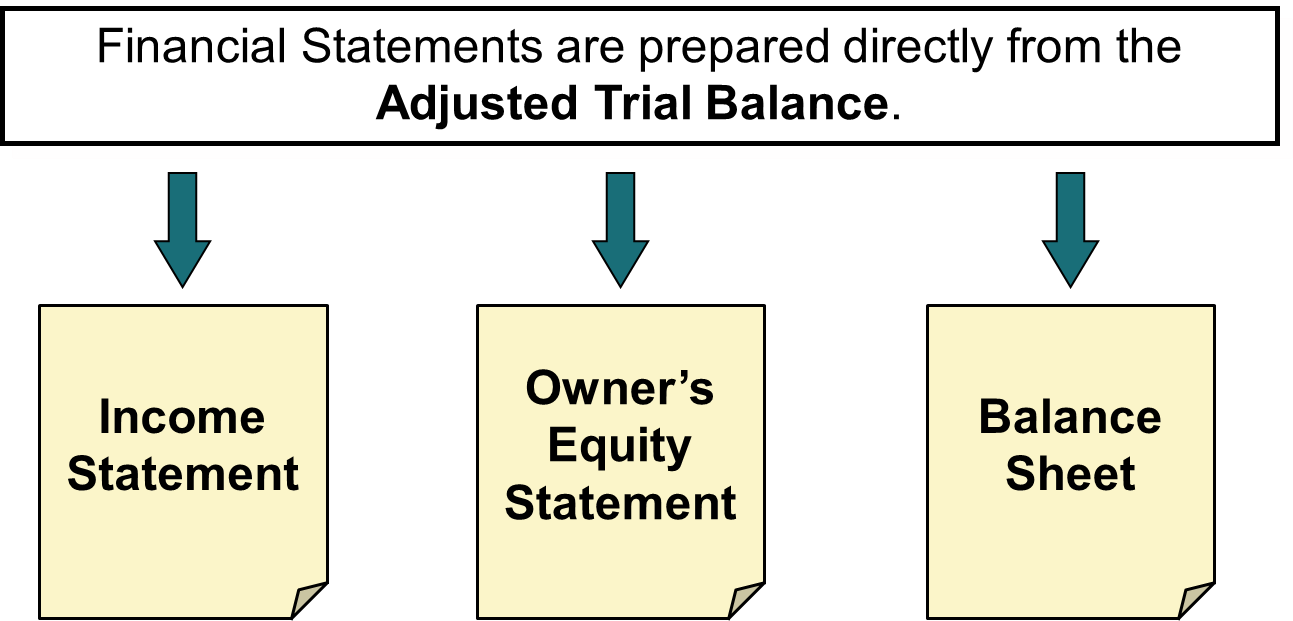 Financial Statements are prepared directly from the
Adjusted Trial Balance.
Income
Statement
Owner’s
Equity
Statement
Balance
Sheet